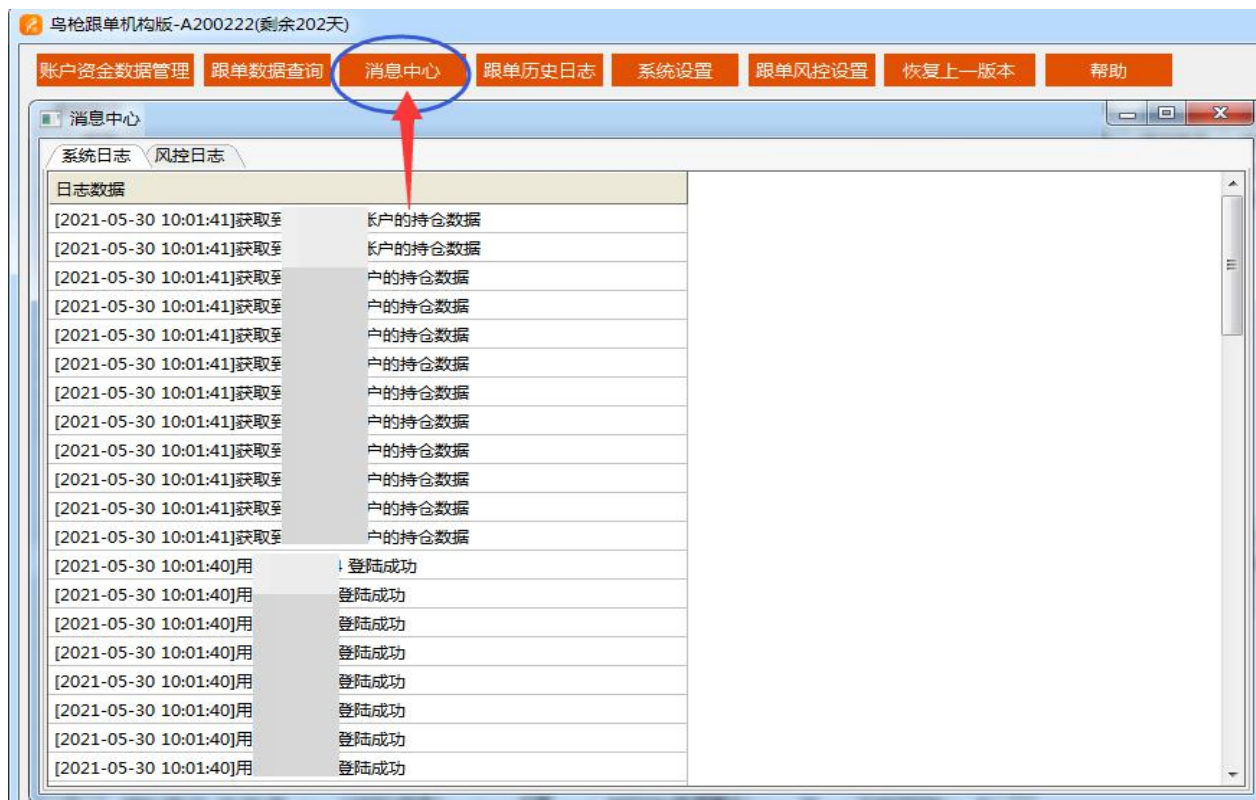 鸟枪跟单机构版-A200222(剩余202天)
账户资金数据管理 跟单数据查询 消息中心 跟单历史日志 系统设置 跟单风控设置 恢复上一版本 帮助
消息中心
系统日志 风控日志
日志数据
[2021-05-30 10:01:41]获取到 账户的持仓数据
[2021-05-30 10:01:41]获取到 账户的持仓数据
[2021-05-30 10:01:41]获取到 户的持仓数据
[2021-05-30 10:01:41]获取到 户的持仓数据
[2021-05-30 10:01:41]获取到 户的持仓数据
[2021-05-30 10:01:41]获取到 户的持仓数据
[2021-05-30 10:01:41]获取到 户的持仓数据
[2021-05-30 10:01:41]获取到 户的持仓数据
[2021-05-30 10:01:41]获取到 户的持仓数据
[2021-05-30 10:01:41]获取到 户的持仓数据
[2021-05-30 10:01:41]获取到 户的持仓数据
[2021-05-30 10:01:41]获取到 户的持仓数据
[2021-05-30 10:01:40]用 4 登陆成功
[2021-05-30 10:01:40]用 登陆成功
[2021-05-30 10:01:40]用 登陆成功
[2021-05-30 10:01:40]用 登陆成功
[2021-05-30 10:01:40]用 登陆成功
[2021-05-30 10:01:40]用 登陆成功
[2021-05-30 10:01:40]用 登陆成功
[2021-05-30 10:01:40]用 登陆成功